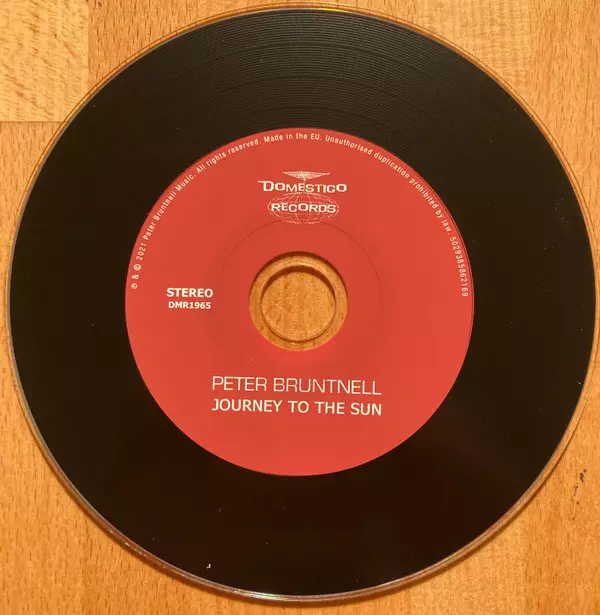 ℗ & © 2021 Peter Bruntnell Music. All rights reserved. Made in the EU. Unauthorised duplication prohibited by law. 5029385862169
DOMESTICO
RECORDS
STEREO
DMR1965
PETER BRUNTNELL
JOURNEY TO THE SUN